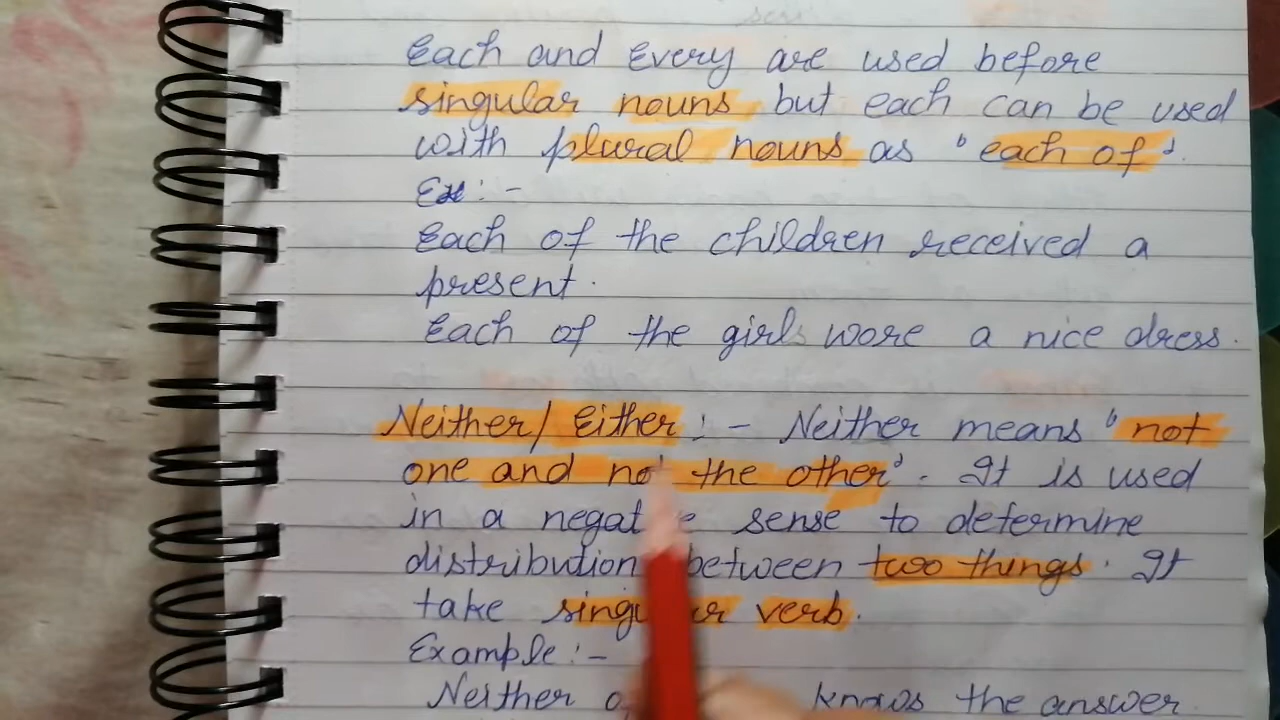 Each and Every are used before
singular nouns but each can be used
with plural nouns as 'each of'.
Ex:-
Each of the children received a
present.
Each of the girls wore a nice dress.
Neither/Either:- Neither means 'not
one and not the other'. It is used
in a sense to determine
distribution between two things. It
take verb.
Example:-
Neither knows the answer